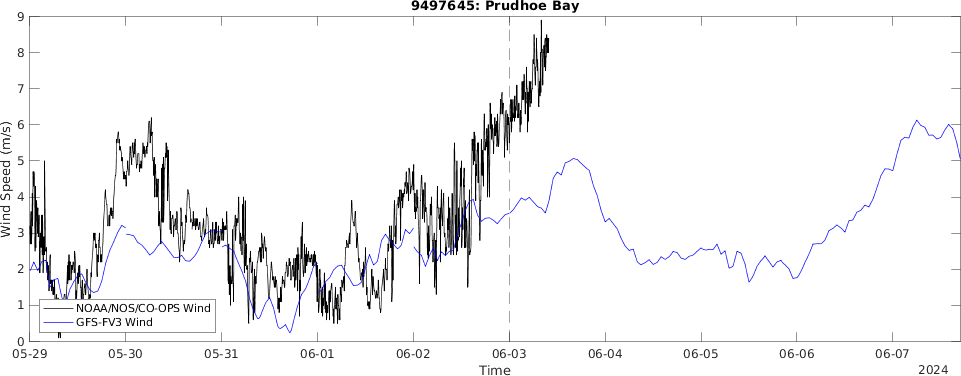 9497645: Prudhoe Bay
9
8
7
6
5
4
3
2
1
0
Wind Speed (m/s)
NOAA/NOS/CO-OPS Wind
GFS-FV3 Wind
05-29 05-30 05-31 06-01 06-02 06-03 06-04 06-05 06-06 06-07
Time
2024